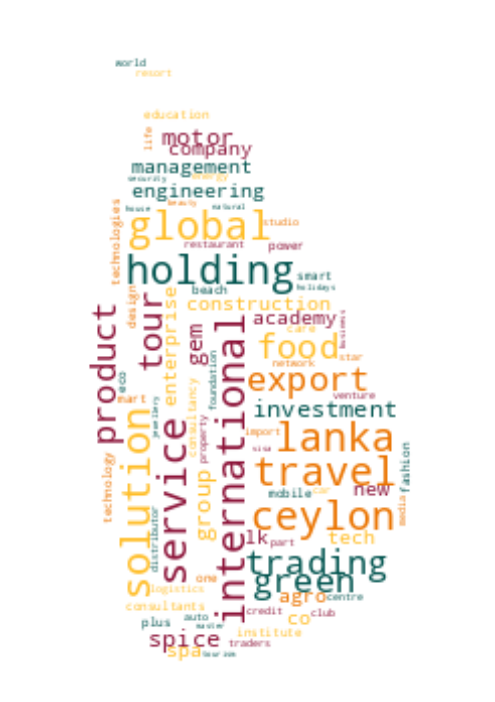 world
resort
education
life
motor
company
management
security
energy
engineering
beauty
house
natural
technologies
global
studio
restaurant
power
holding
smart
holidays
beach
design
tour
enterprise
construction
product
gem
academy
business
care
food
star
network
eco
foundation
export
mart
consultancy
venture
international
investment
jewellery
solution
service
property
import
lanka
visa
travel
fashion
technology
group
mobile
car
new
media
ceylon
distributor
lk
part
tech
trading
green
one
logistics
agro
centre
consultants
credit
club
auto
plus
master
co
institute
spice
traders
spa
tourism